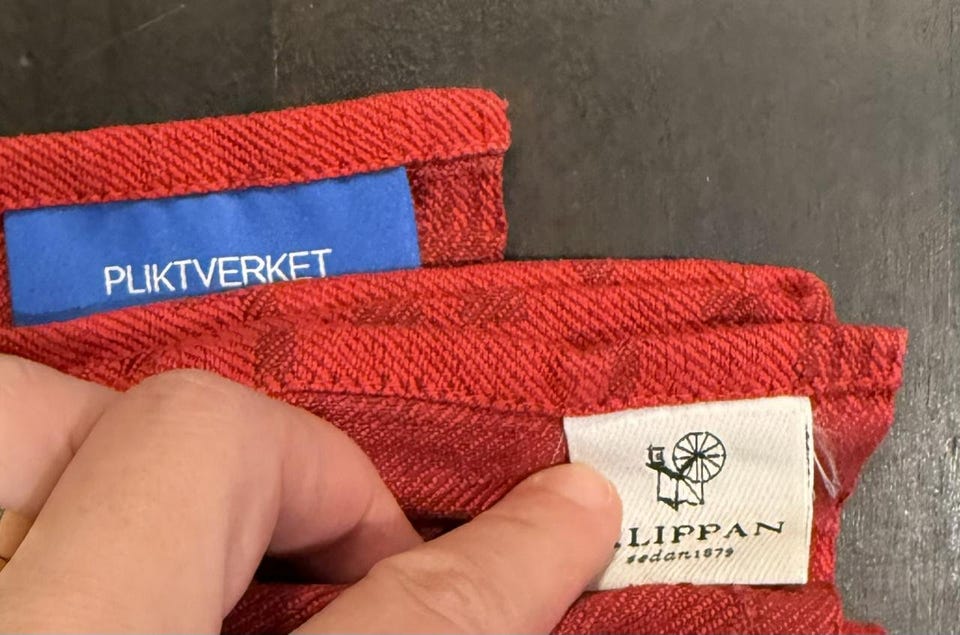 PLIKTVERKET
LIPPAN
sedan 1879